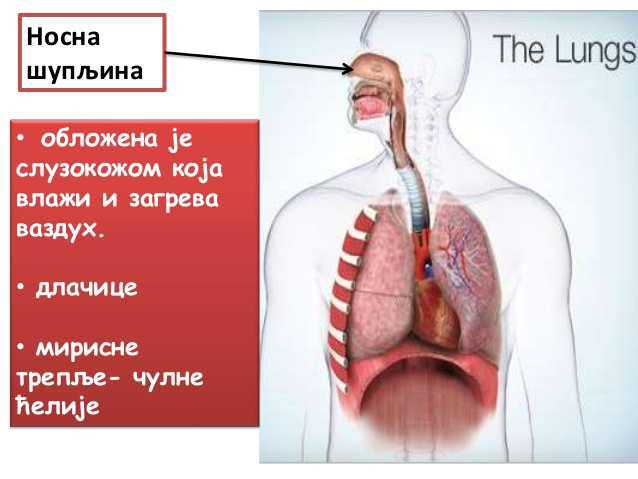 Носна
шупљина
The Lungs
• обложена је
слузокожом која
влажи и загрева
ваздух.
• длачице
• мирисне
трепље- чулне
ћелије